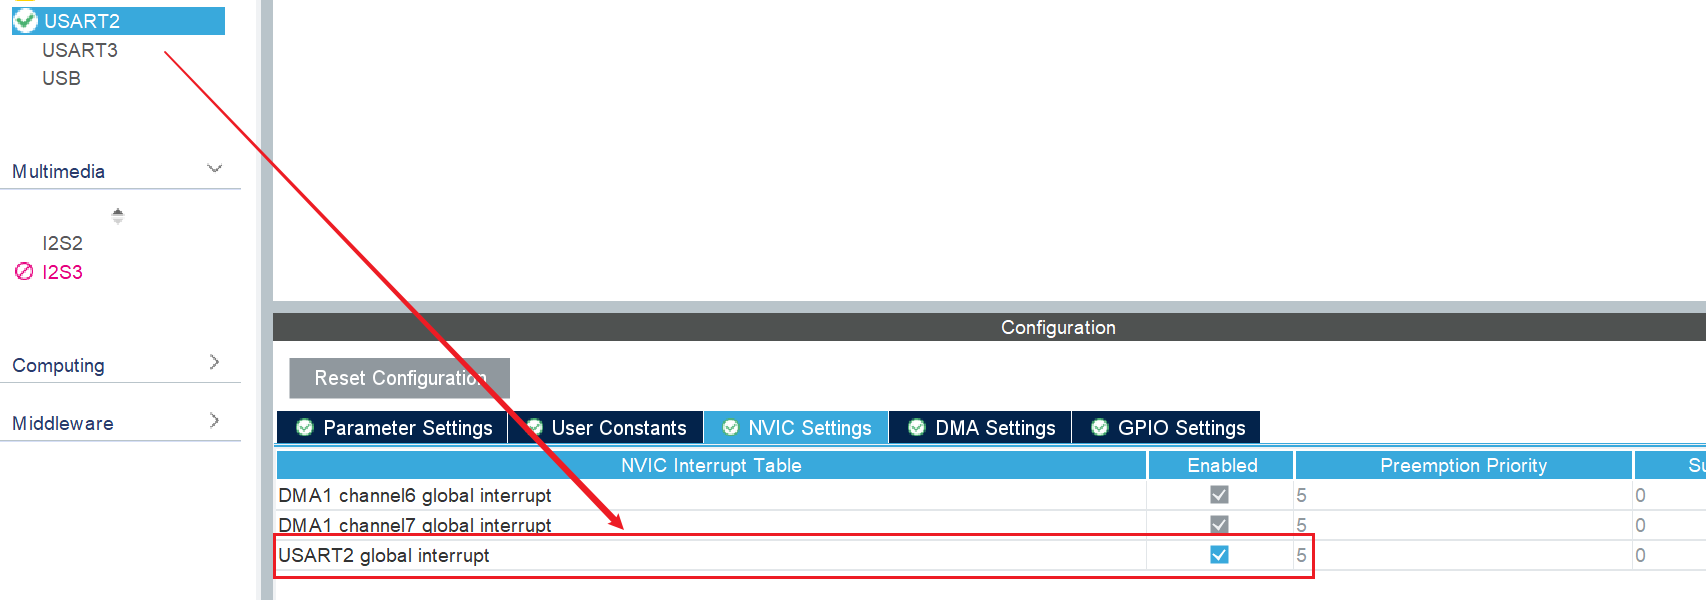 USART2
USART3
USB
Multimedia
I2S2
I2S3
Computing
Middleware
Configuration
Reset Configuration
Parameter Settings User Constants NVIC Settings DMA Settings GPIO Settings
NVIC Interrupt Table Enabled Preemption Priority
DMA1 channel6 global interrupt 5 0
DMA1 channel7 global interrupt 5 0
USART2 global interrupt 5 0